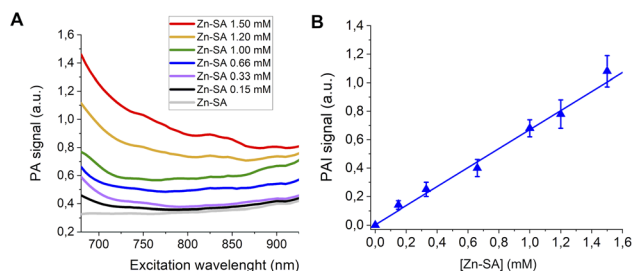 A
Zn-SA 1.50 mM
Zn-SA 1.20 mM
Zn-SA 1.00 mM
Zn-SA 0.66 mM
Zn-SA 0.33 mM
Zn-SA 0.15 mM
Zn-SA
PA signal (a.u.)
1,6
1,4
1,2
1,0
0,8
0,6
0,4
0,2
700 750 800 850 900
Excitation wavelenght (nm)
B
PAI signal (a.u.)
1,4
1,2
1,0
0,8
0,6
0,4
0,2
0,0
0,0 0,2 0,4 0,6 0,8 1,0 1,2 1,4 1,6
[Zn-SA] (mM)